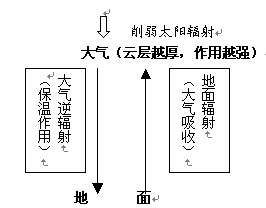 削弱太阳辐射
大气（云层越厚，作用越强）
大气逆辐射
（保温作用）
地面辐射
（大气吸收）
地 面